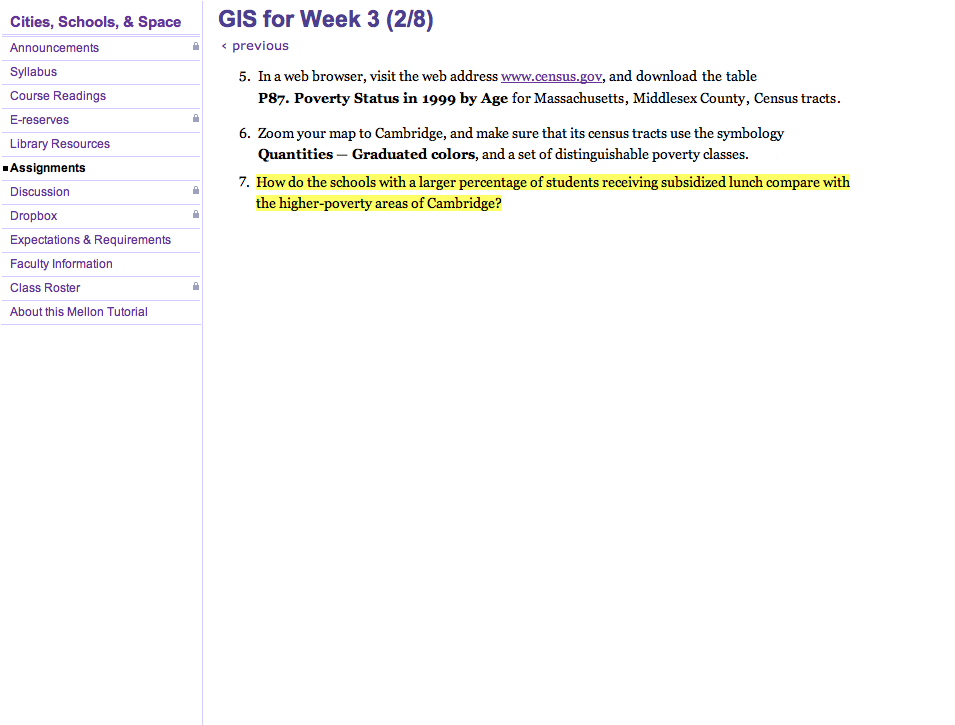 Cities, Schools, & Space
Announcements
Syllabus
Course Readings
E-reserves
Library Resources
Assignments
Discussion
Dropbox
Expectations & Requirements
Faculty Information
Class Roster
About this Mellon Tutorial
GIS for Week 3 (2/8)
‹ previous
5. In a web browser, visit the web address www.census.gov, and download the table
P87. Poverty Status in 1999 by Age for Massachusetts, Middlesex County, Census tracts.
6. Zoom your map to Cambridge, and make sure that its census tracts use the symbology
Quantities — Graduated colors, and a set of distinguishable poverty classes.
7. How do the schools with a larger percentage of students receiving subsidized lunch compare with
the higher-poverty areas of Cambridge?